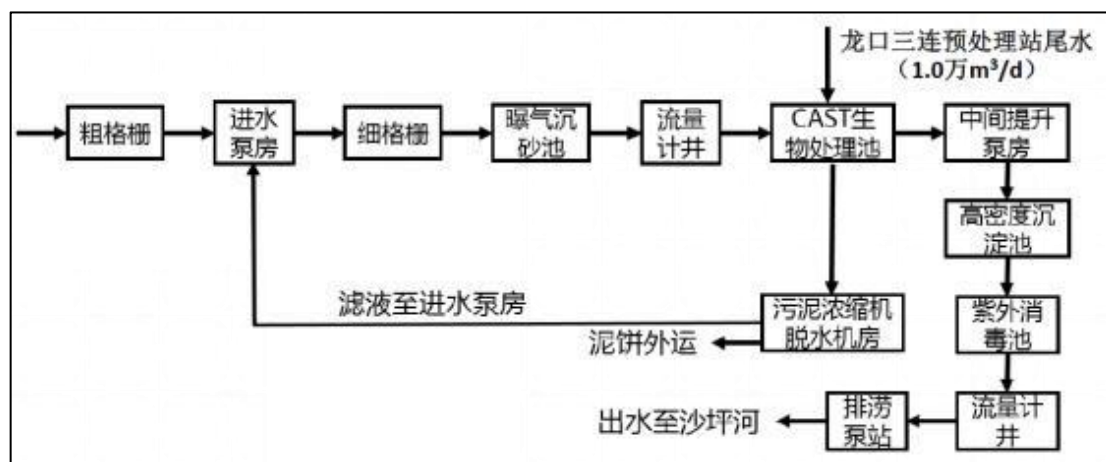 龙口三连预处理站尾水
（1.0万m³/d）
粗格栅
进水
泵房
细格栅
曝气沉
砂池
流量
计井
CAST生
物处理池
中间提升
泵房
高密度沉
淀池
滤液至进水泵房
污泥浓缩机
脱水机房
紫外消
毒池
泥饼外运
出水至沙坪河
排涝
泵站
流量计
井